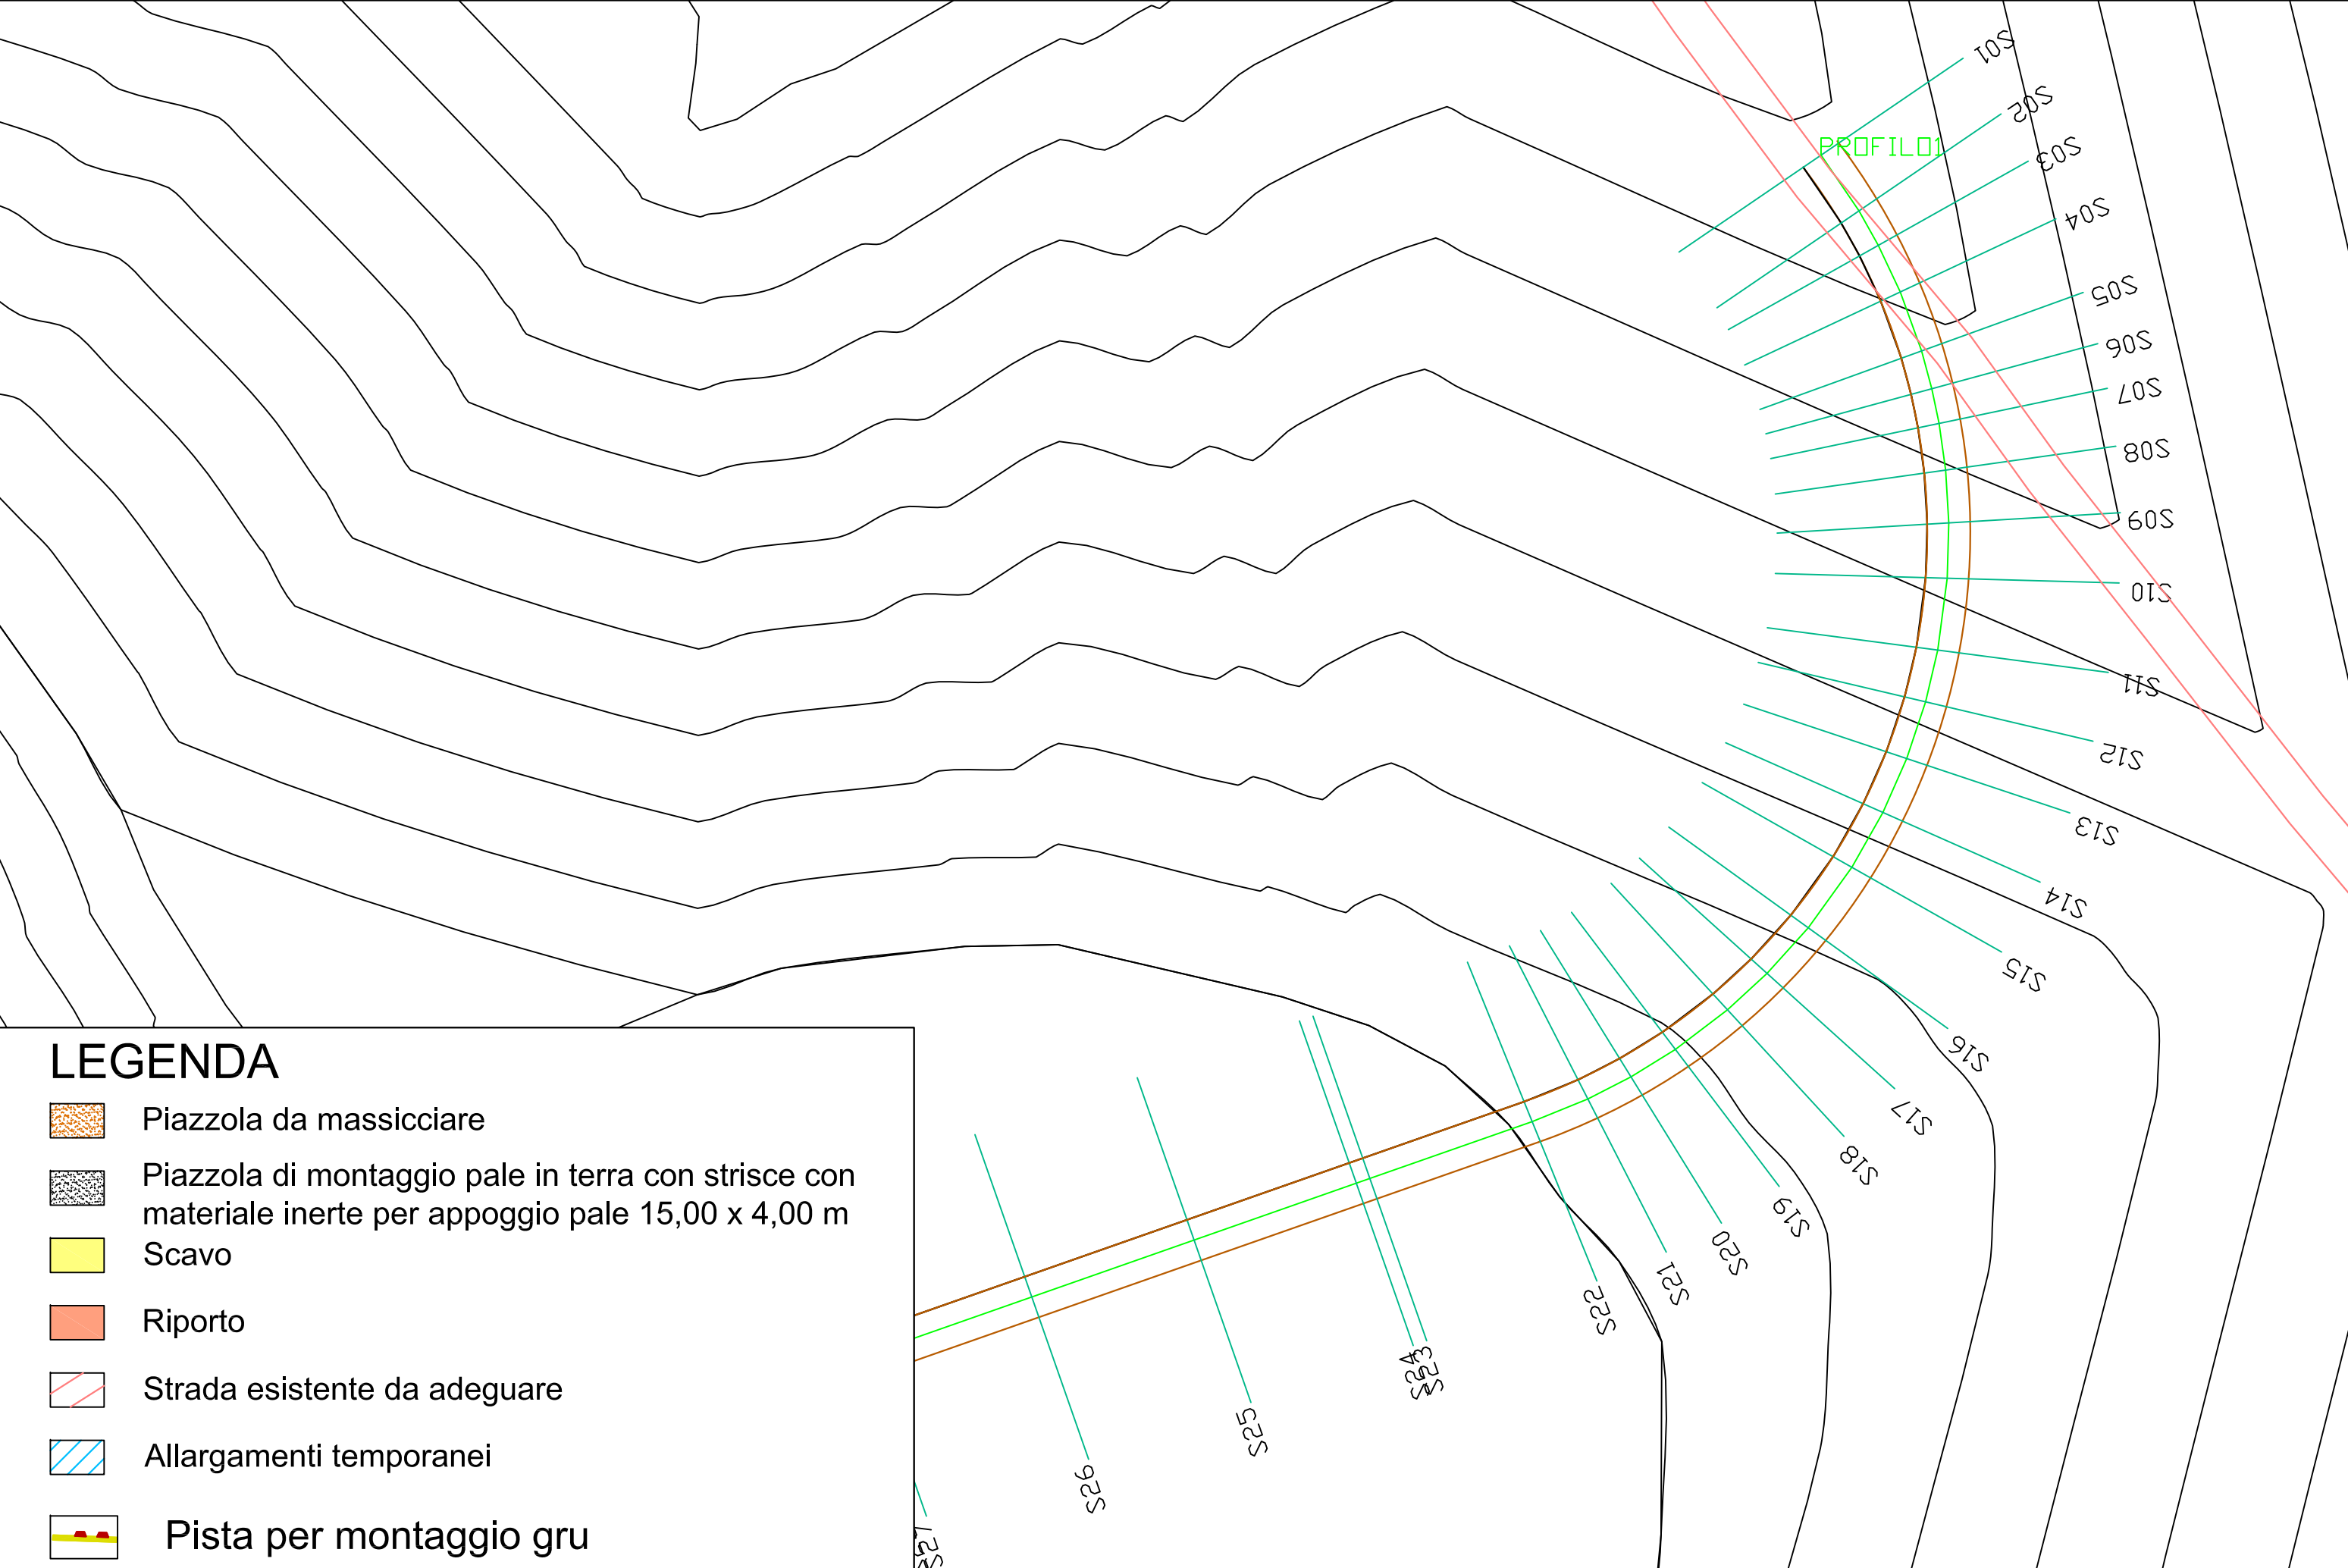 S01
S02
PROFILO1
S03
S04
S05
S06
S07
S08
S09
S10
S11
S12
S13
S14
S15
S16
S17
S18
S19
S20
S21
S22
S23
S24
S25
S26
S27
LEGENDA
Piazzola da massicciare
Piazzola di montaggio pale in terra con strisce con
materiale inerte per appoggio pale 15,00 x 4,00 m
Scavo
Riporto
Strada esistente da adeguare
Allargamenti temporanei
Pista per montaggio gru